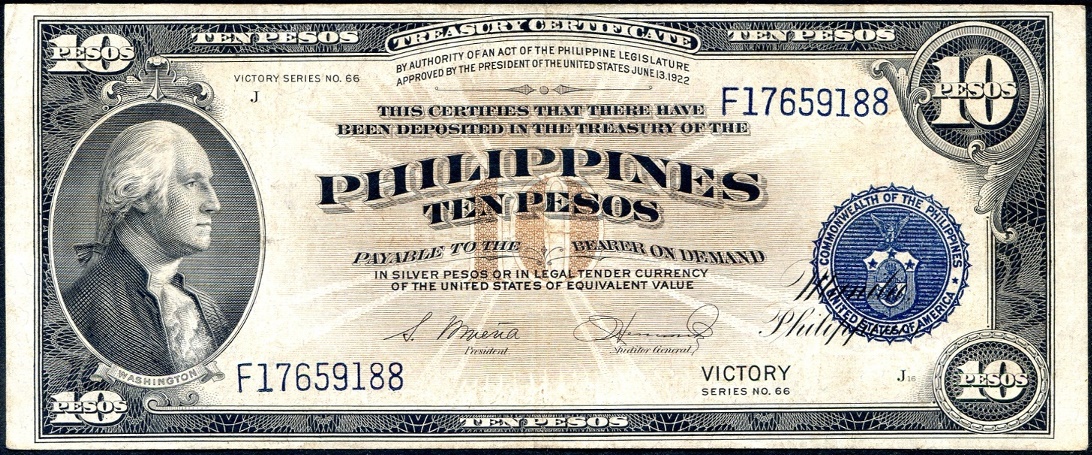 10 PESOS
TEN PESOS
TREASURY CERTIFICATE
TEN PESOS
10 PESOS
BY AUTHORITY OF AN ACT OF THE PHILIPPINE LEGISLATURE
APPROVED BY THE PRESIDENT OF THE UNITED STATES JUNE 13, 1922
VICTORY SERIES NO. 66
J
F17659188
THIS CERTIFIES THAT THERE HAVE
BEEN DEPOSITED IN THE TREASURY OF THE
PHILIPPINES
10
TEN PESOS
PAYABLE TO THE BEARER ON DEMAND
IN SILVER PESOS OR IN LEGAL TENDER CURRENCY
OF THE UNITED STATES OF EQUIVALENT VALUE
COMMONWEALTH OF THE PHILIPPINES
UNITED STATES OF AMERICA
President
Auditor General
WASHINGTON
F17659188
VICTORY
SERIES NO. 66
J16
10 PESOS
TEN PESOS
10 PESOS